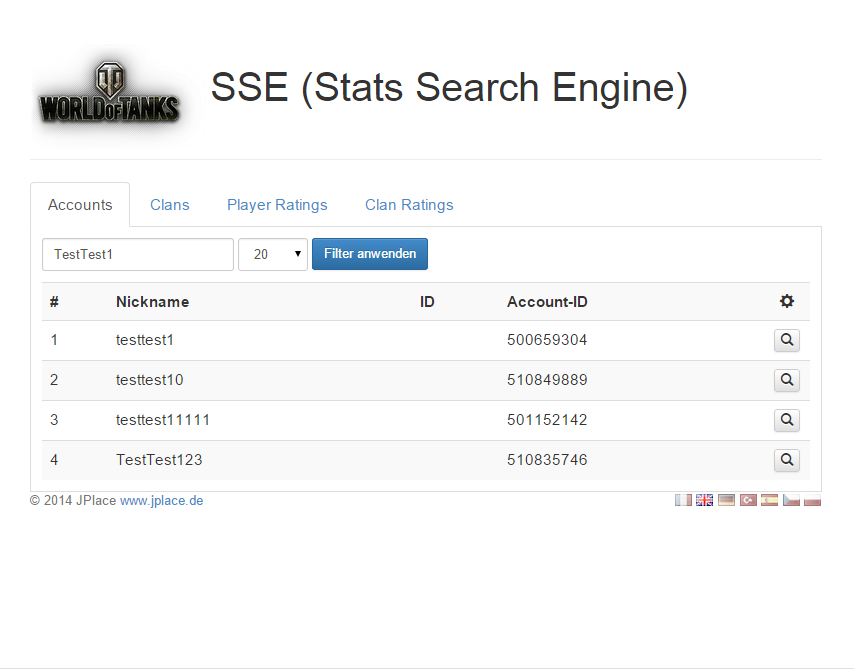 WORLD OF TANKS
SSE (Stats Search Engine)
Accounts Clans Player Ratings Clan Ratings
TestTest1 20 Filter anwenden
# Nickname ID Account-ID
1 testtest1 500659304
2 testtest10 510849889
3 testtest11111 501152142
4 TestTest123 510835746
© 2014 JPlace www.jplace.de